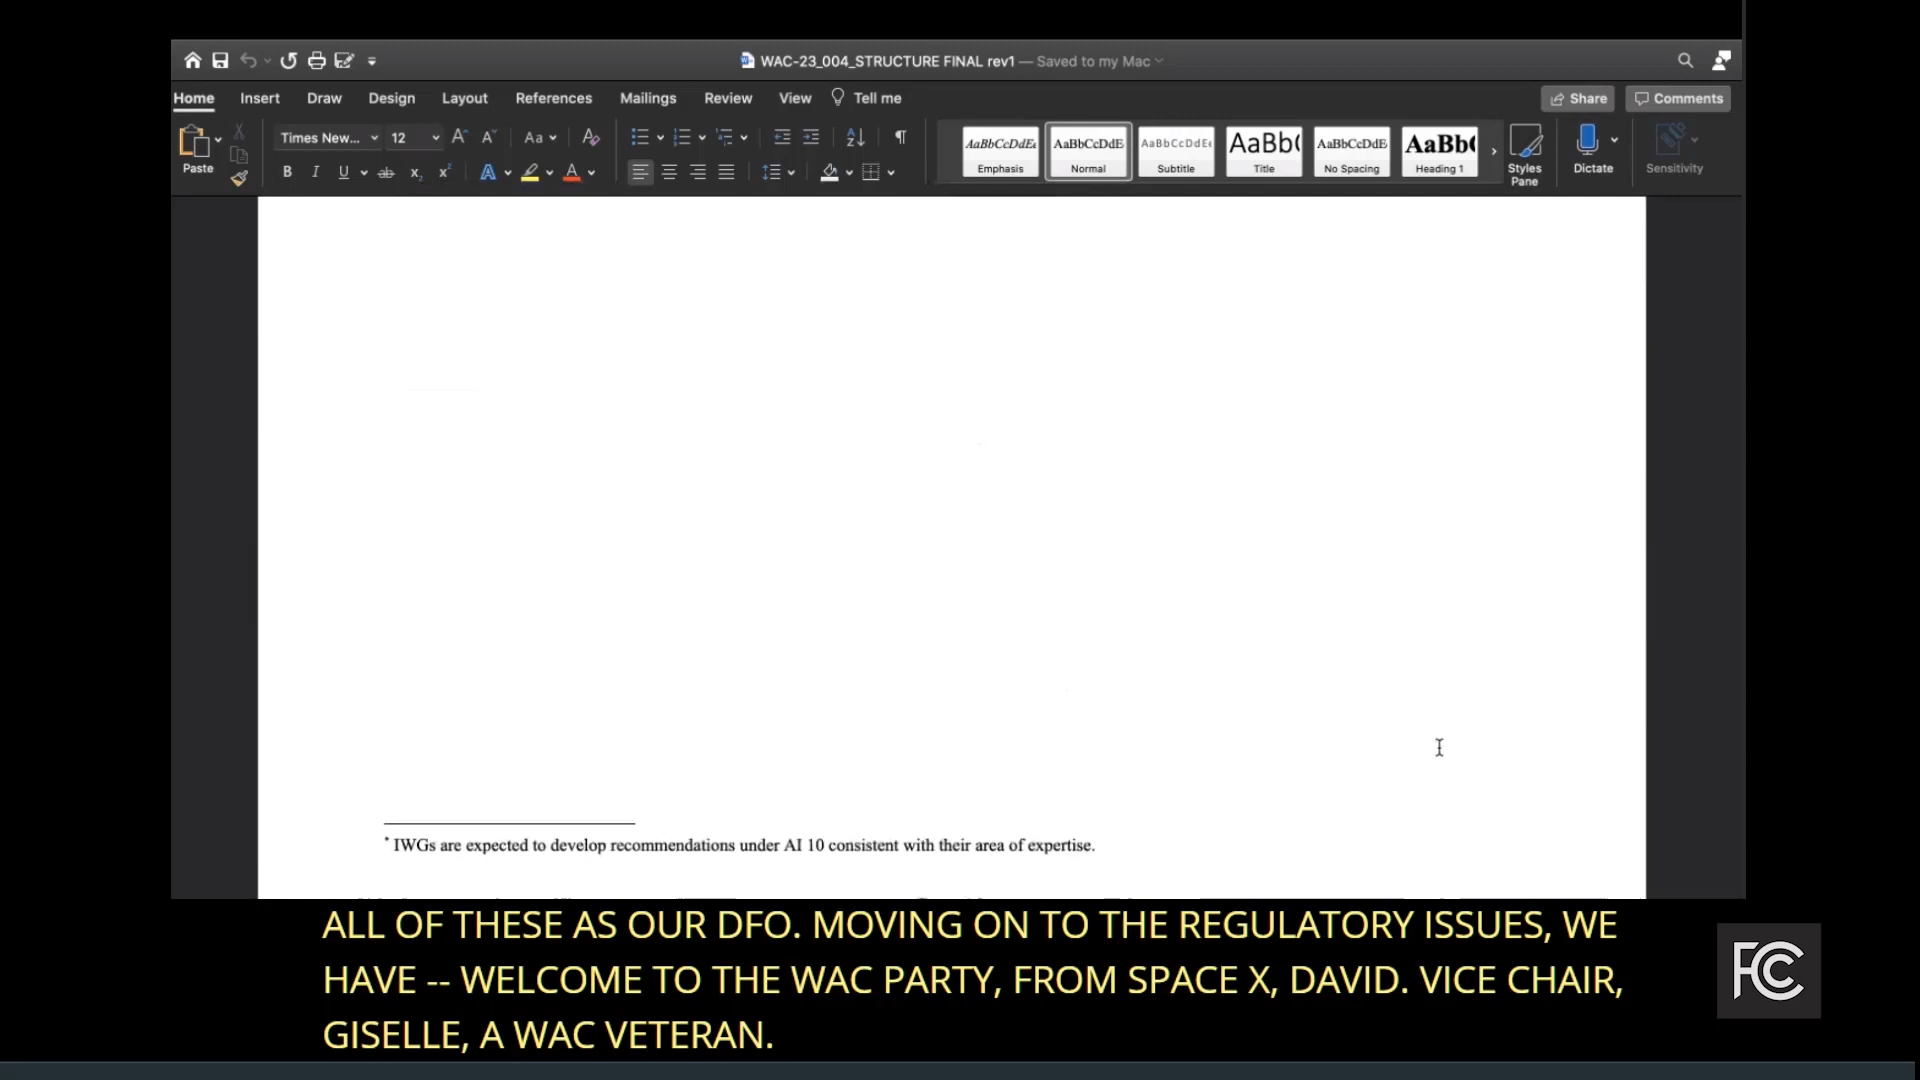 WAC-23_004_STRUCTURE FINAL rev1 — Saved to my Mac
Home Insert Draw Design Layout References Mailings Review View Tell me Share Comments
Paste
Times New... 12 Aa
AaBbCcDdEe AaBbCcDdE AaBbCcDdEe AaBb( AaBbCcDdE AaBb(
Emphasis Normal Subtitle Title No Spacing Heading 1
Styles Pane
Dictate
Sensitivity
* IWGs are expected to develop recommendations under AI 10 consistent with their area of expertise.
ALL OF THESE AS OUR DFO. MOVING ON TO THE REGULATORY ISSUES, WE
HAVE -- WELCOME TO THE WAC PARTY, FROM SPACE X, DAVID. VICE CHAIR,
GISELLE, A WAC VETERAN.
FCC